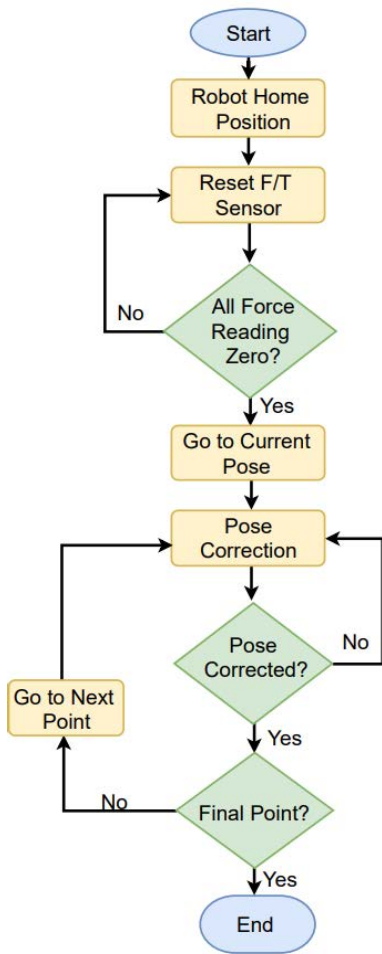 Start
Robot Home
Position
Reset F/T
Sensor
No
All Force
Reading
Zero?
Yes
Go to Current
Pose
Pose
Correction
Pose
Corrected?
No
Go to Next
Point
Yes
No
Final Point?
Yes
End